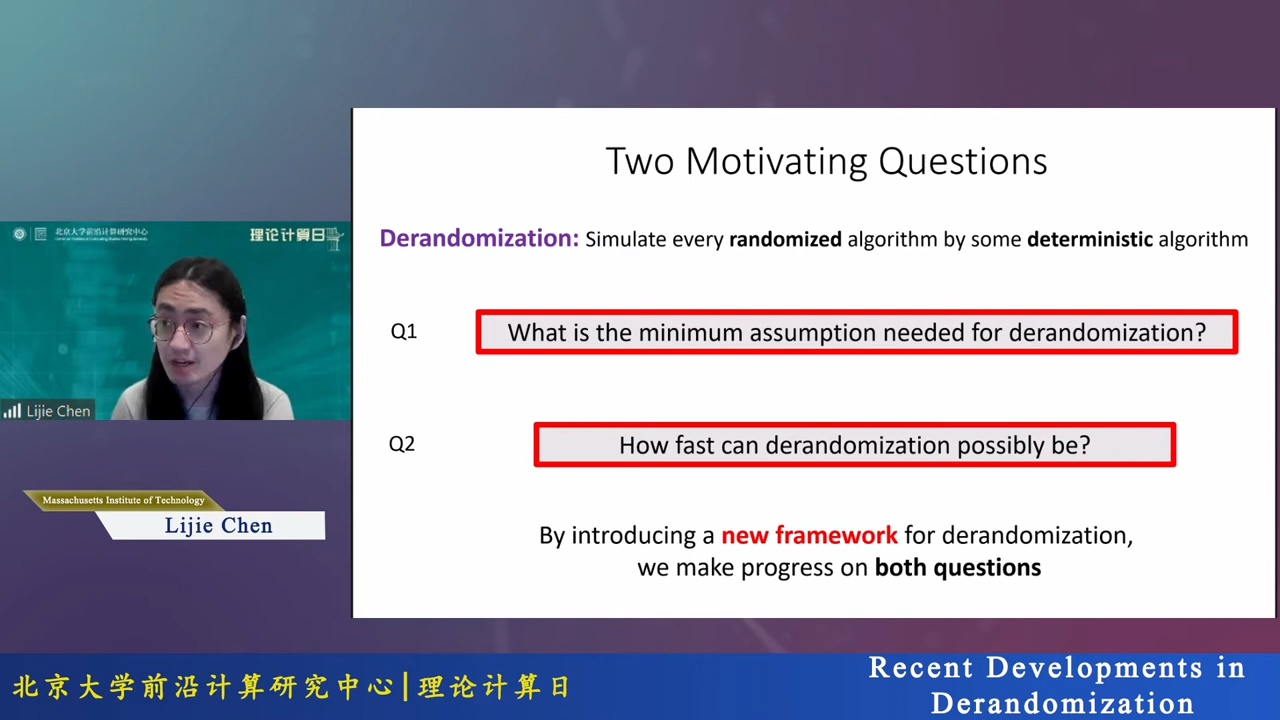 Two Motivating Questions
Derandomization: Simulate every randomized algorithm by some deterministic algorithm
Q1
What is the minimum assumption needed for derandomization?
Q2
How fast can derandomization possibly be?
By introducing a new framework for derandomization,
we make progress on both questions
北京大学前沿计算研究中心
理论计算日
Lijie Chen
Massachusetts Institute of Technology
Lijie Chen
北京大学前沿计算研究中心|理论计算日
Recent Developments in
Derandomization